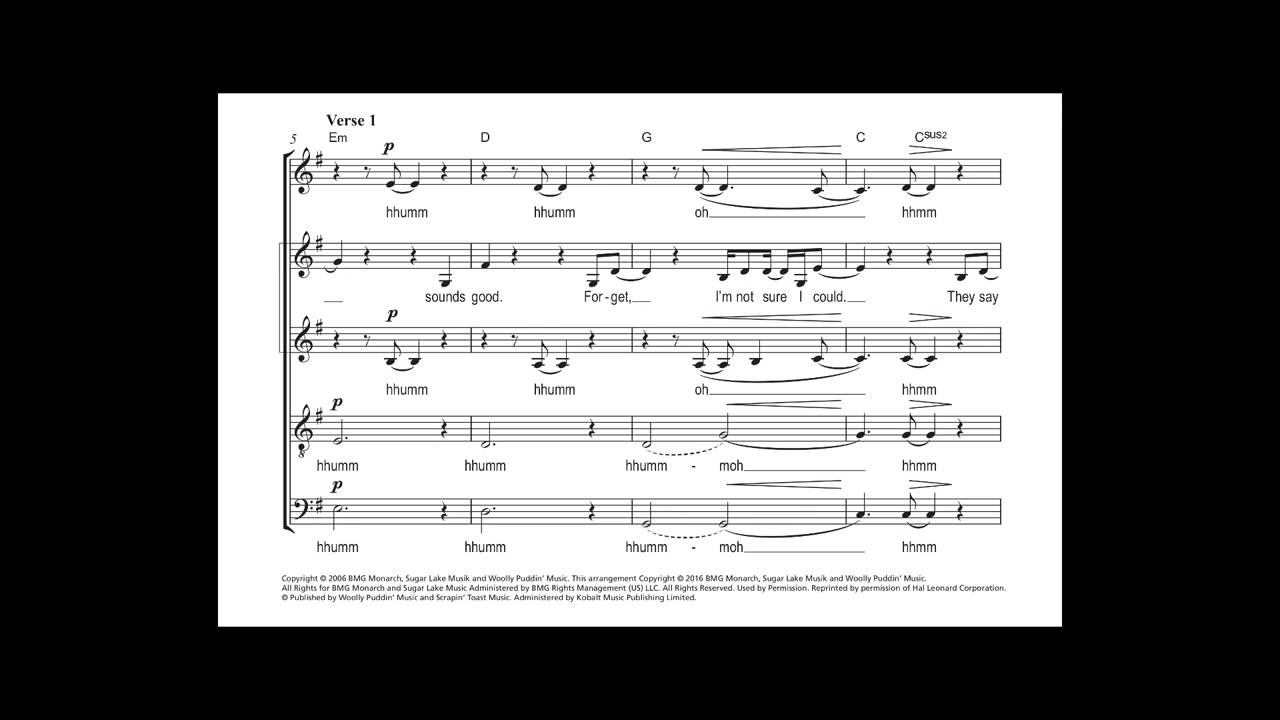 Verse 1
5 Em D G C Csus2
p
hhumm hhumm oh hhmm
sounds good. For-get, I'm not sure I could. They say
p
hhumm hhumm oh hhmm
p
hhumm hhumm hhumm - moh hhmm
8
p
hhumm hhumm hhumm - moh hhmm
Copyright © 2006 BMG Monarch, Sugar Lake Musik and Woolly Puddin' Music. This arrangement Copyright © 2016 BMG Monarch, Sugar Lake Musik and Woolly Puddin' Music.
All Rights for BMG Monarch and Sugar Lake Music Administered by BMG Rights Management (US) LLC. All Rights Reserved. Used by Permission. Reprinted by permission of Hal Leonard Corporation.
© Published by Woolly Puddin' Music and Scrapin' Toast Music. Administered by Kobalt Music Publishing Limited.